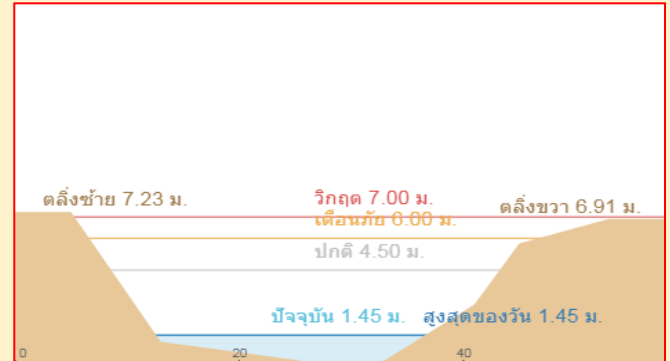 ตลิ่งซ้าย 7.23 ม.
วิกฤต 7.00 ม.
ตลิ่งขวา 6.91 ม.
เตือนภัย 6.00 ม.
ปกติ 4.50 ม.
ปัจจุบัน 1.45 ม. สูงสุดของวัน 1.45 ม.
0 20 40